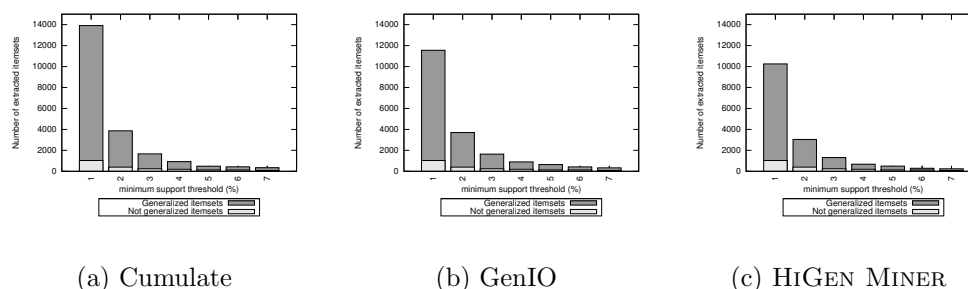 14000
12000
10000
8000
6000
4000
2000
0
Number of extracted itemsets
1 2 3 4 5 6 7
minimum support threshold (%)
Generalized itemsets
Not generalized itemsets
(a) Cumulate
14000
12000
10000
8000
6000
4000
2000
0
Number of extracted itemsets
1 2 3 4 5 6 7
minimum support threshold (%)
Generalized itemsets
Not generalized itemsets
(b) GenIO
14000
12000
10000
8000
6000
4000
2000
0
Number of extracted itemsets
1 2 3 4 5 6 7
minimum support threshold (%)
Generalized itemsets
Not generalized itemsets
(c) HIGEN MINER